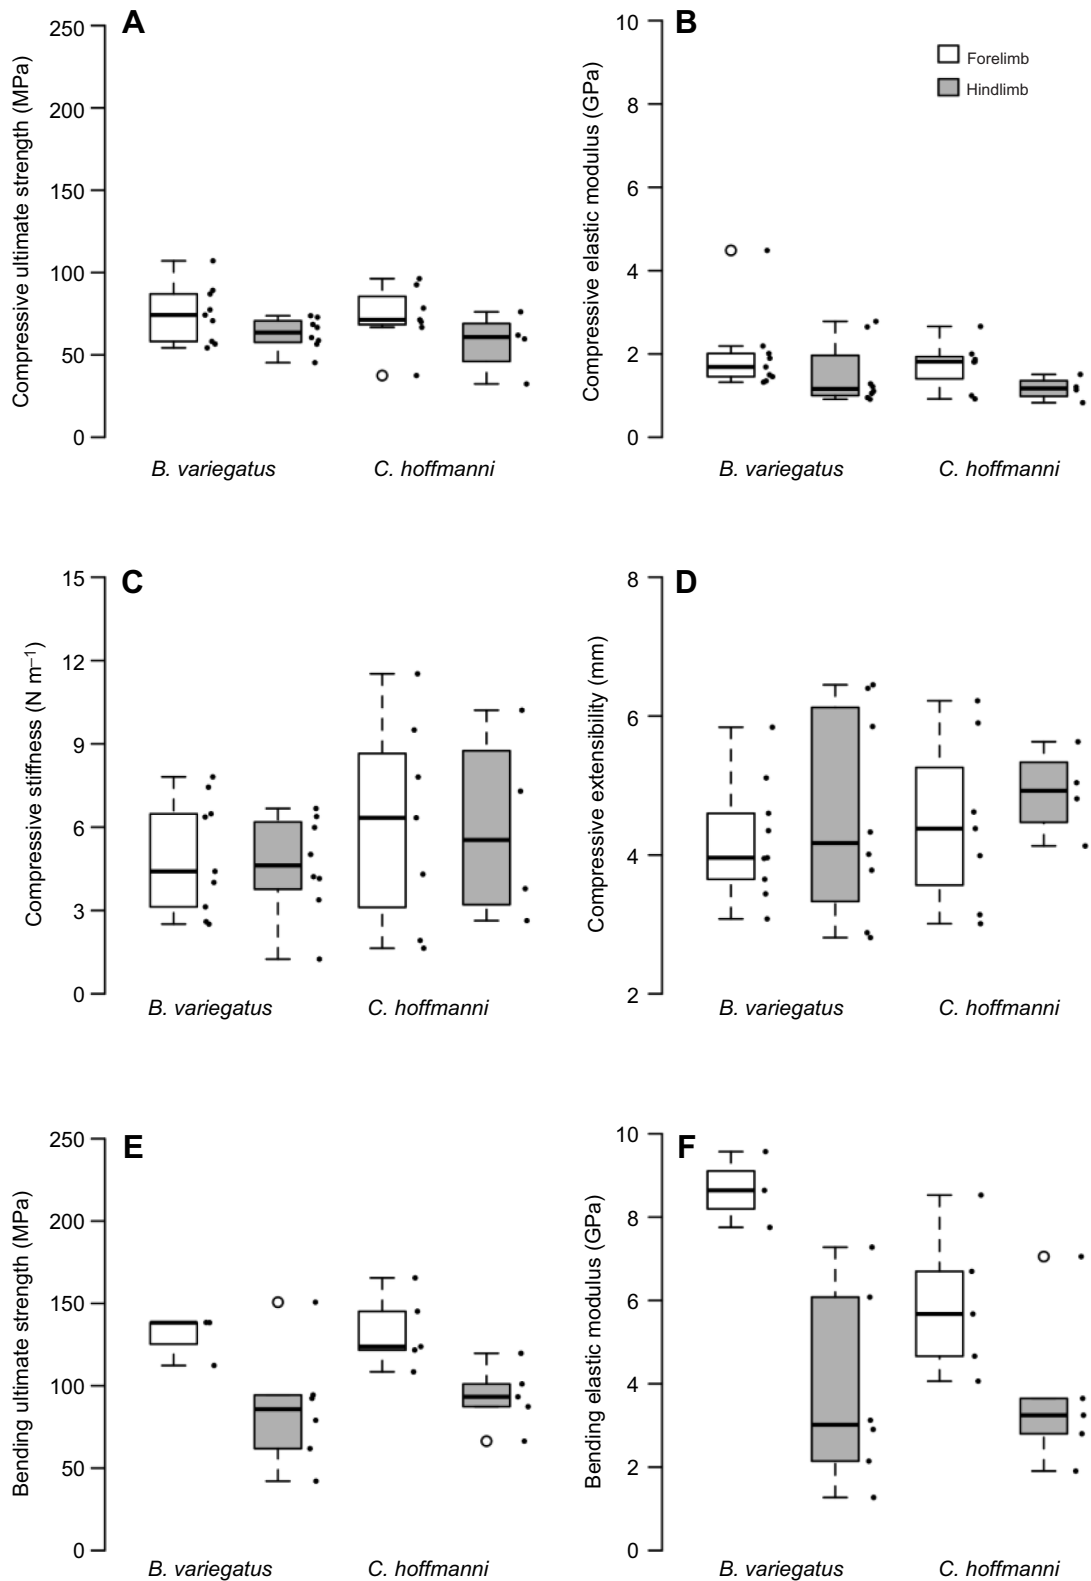 A
Compressive ultimate strength (MPa)
250
200
150
100
50
0
B. variegatus
C. hoffmanni
B
Compressive elastic modulus (GPa)
10
8
6
4
2
0
Forelimb
Hindlimb
B. variegatus
C. hoffmanni
C
Compressive stiffness (N m–1)
15
12
9
6
3
0
B. variegatus
C. hoffmanni
D
Compressive extensibility (mm)
8
6
4
2
B. variegatus
C. hoffmanni
E
Bending ultimate strength (MPa)
250
200
150
100
50
0
B. variegatus
C. hoffmanni
F
Bending elastic modulus (GPa)
10
8
6
4
2
0
B. variegatus
C. hoffmanni